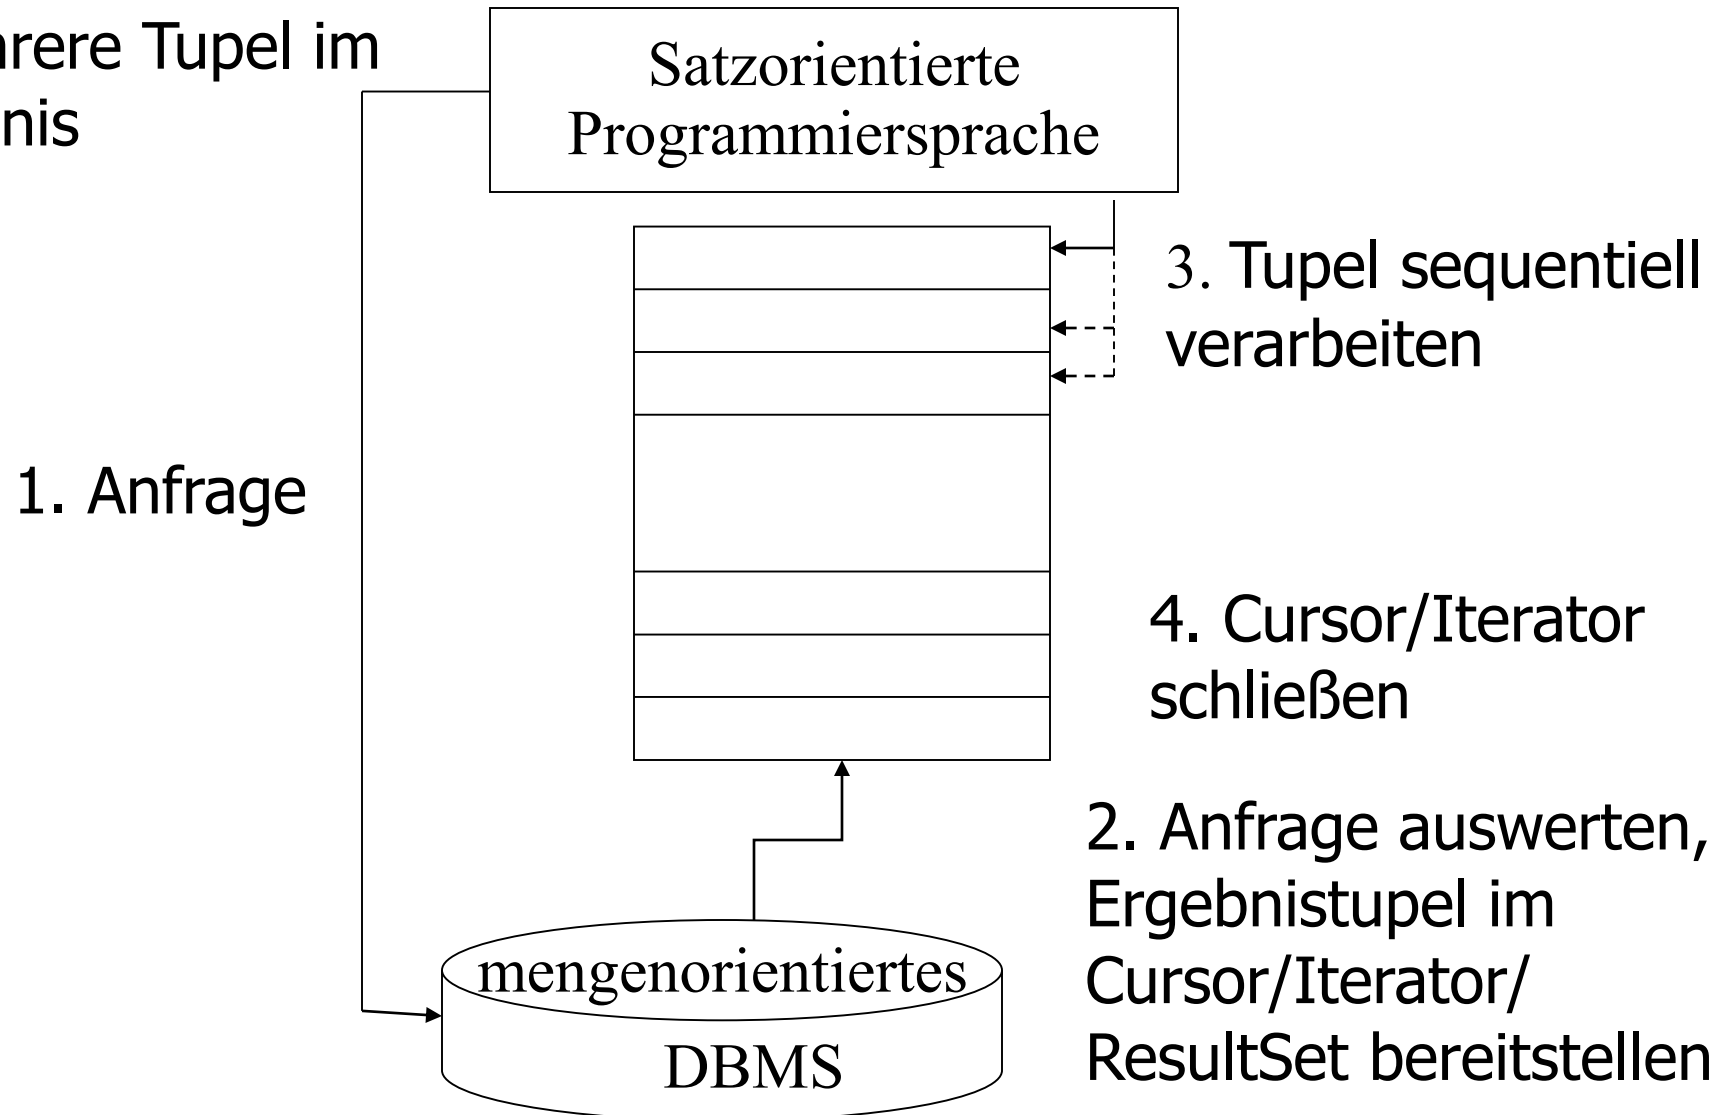 rere Tupel im
nis
Satzorientierte
Programmiersprache
3. Tupel sequentiell
verarbeiten
1. Anfrage
4. Cursor/Iterator
schließen
2. Anfrage auswerten,
Ergebnistupel im
Cursor/Iterator/
ResultSet bereitstellen
mengenorientiertes
DBMS